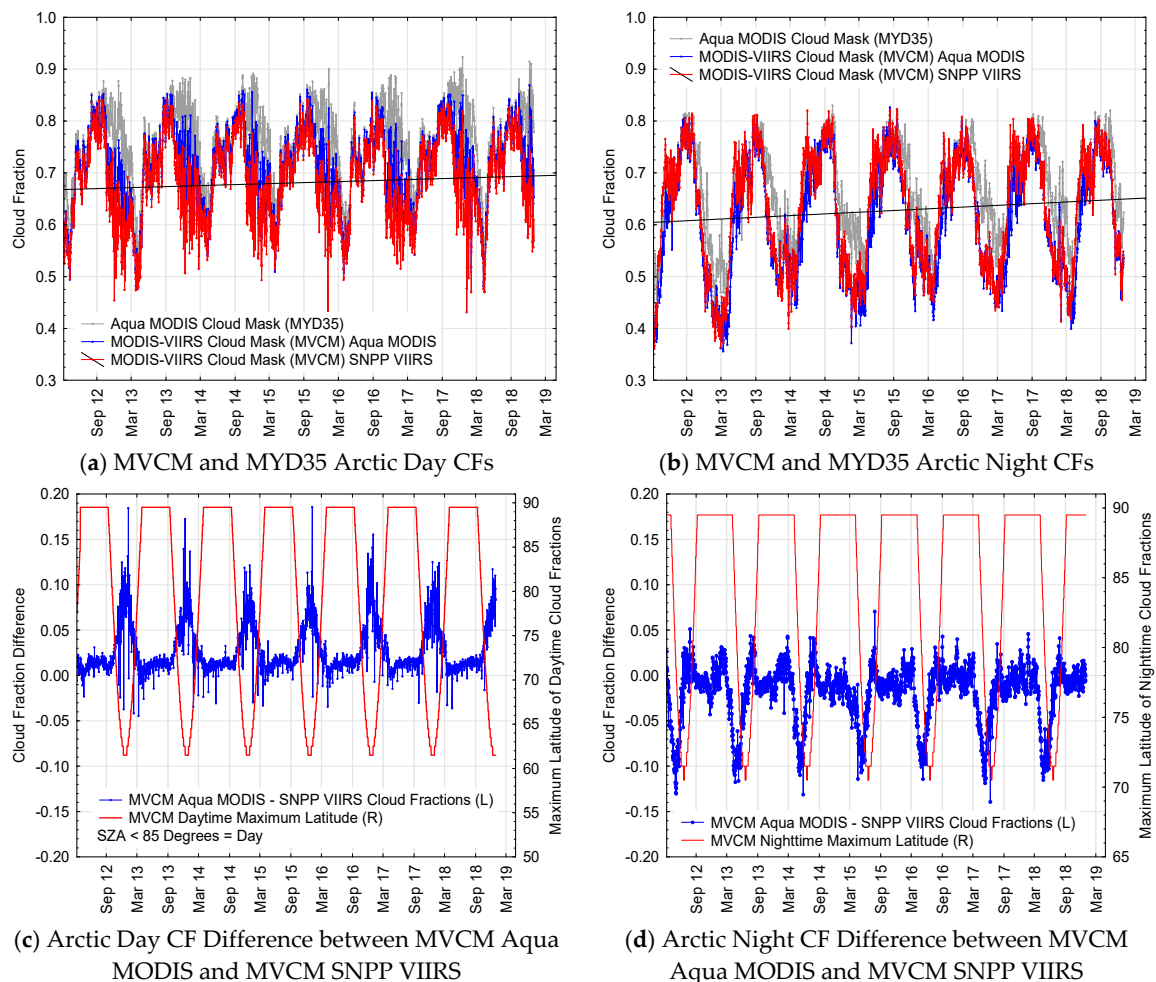 1.0
0.9
0.8
0.7
0.6
0.5
0.4
0.3
Cloud Fraction
Aqua MODIS Cloud Mask (MYD35)
MODIS-VIIRS Cloud Mask (MVCM) Aqua MODIS
MODIS-VIIRS Cloud Mask (MVCM) SNPP VIIRS
Sep 12
Mar 13
Sep 13
Mar 14
Sep 14
Mar 15
Sep 15
Mar 16
Sep 16
Mar 17
Sep 17
Mar 18
Sep 18
Mar 19
(a) MVCM and MYD35 Arctic Day CFs
1.0
0.9
0.8
0.7
0.6
0.5
0.4
0.3
Cloud Fraction
Aqua MODIS Cloud Mask (MYD35)
MODIS-VIIRS Cloud Mask (MVCM) Aqua MODIS
MODIS-VIIRS Cloud Mask (MVCM) SNPP VIIRS
Sep 12
Mar 13
Sep 13
Mar 14
Sep 14
Mar 15
Sep 15
Mar 16
Sep 16
Mar 17
Sep 17
Mar 18
Sep 18
Mar 19
(b) MVCM and MYD35 Arctic Night CFs
0.20
0.15
0.10
0.05
0.00
-0.05
-0.10
-0.15
-0.20
Cloud Fraction Difference
90
85
80
75
70
65
60
55
50
Maximum Latitude of Daytime Cloud Fractions
MVCM Aqua MODIS - SNPP VIIRS Cloud Fractions (L)
MVCM Daytime Maximum Latitude (R)
SZA < 85 Degrees = Day
Sep 12
Mar 13
Sep 13
Mar 14
Sep 14
Mar 15
Sep 15
Mar 16
Sep 16
Mar 17
Sep 17
Mar 18
Sep 18
Mar 19
(c) Arctic Day CF Difference between MVCM Aqua
MODIS and MVCM SNPP VIIRS
0.20
0.15
0.10
0.05
0.00
-0.05
-0.10
-0.15
-0.20
Cloud Fraction Difference
90
85
80
75
70
65
Maximum Latitude of Nighttime Cloud Fractions
MVCM Aqua MODIS - SNPP VIIRS Cloud Fractions (L)
MVCM Nighttime Maximum Latitude (R)
Sep 12
Mar 13
Sep 13
Mar 14
Sep 14
Mar 15
Sep 15
Mar 16
Sep 16
Mar 17
Sep 17
Mar 18
Sep 18
Mar 19
(d) Arctic Night CF Difference between MVCM
Aqua MODIS and MVCM SNPP VIIRS